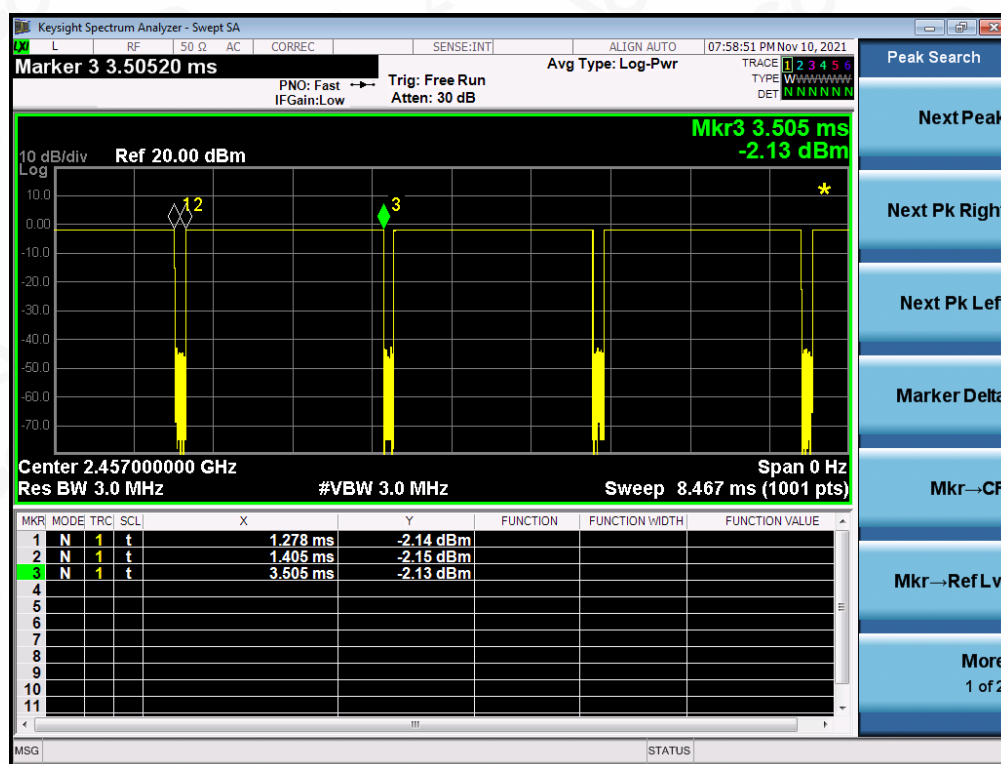 Keysight Spectrum Analyzer - Swept SA
LXI L RF 50 Ω AC CORREC SENSE:INT ALIGN AUTO 07:58:51 PM Nov 10, 2021
Marker 3 3.50520 ms
PNO: Fast
IFGain:Low
Trig: Free Run
Atten: 30 dB
Avg Type: Log-Pwr
TRACE 1 2 3 4 5 6
TYPE WWWWWW
DET N N N N N N
Mkr3 3.505 ms
-2.13 dBm
10 dB/div Ref 20.00 dBm
Log
10.0
0.00
-10.0
-20.0
-30.0
-40.0
-50.0
-60.0
-70.0
12
3
*
Center 2.457000000 GHz Span 0 Hz
Res BW 3.0 MHz #VBW 3.0 MHz Sweep 8.467 ms (1001 pts)
MKR MODE TRC SCL X Y FUNCTION FUNCTION WIDTH FUNCTION VALUE
1 N 1 t 1.278 ms -2.14 dBm
2 N 1 t 1.405 ms -2.15 dBm
3 N 1 t 3.505 ms -2.13 dBm
4
5
6
7
8
9
10
11
MSG STATUS
Peak Search
Next Peak
Next Pk Right
Next Pk Left
Marker Delta
Mkr→CF
Mkr→Ref Lv
More
1 of 2